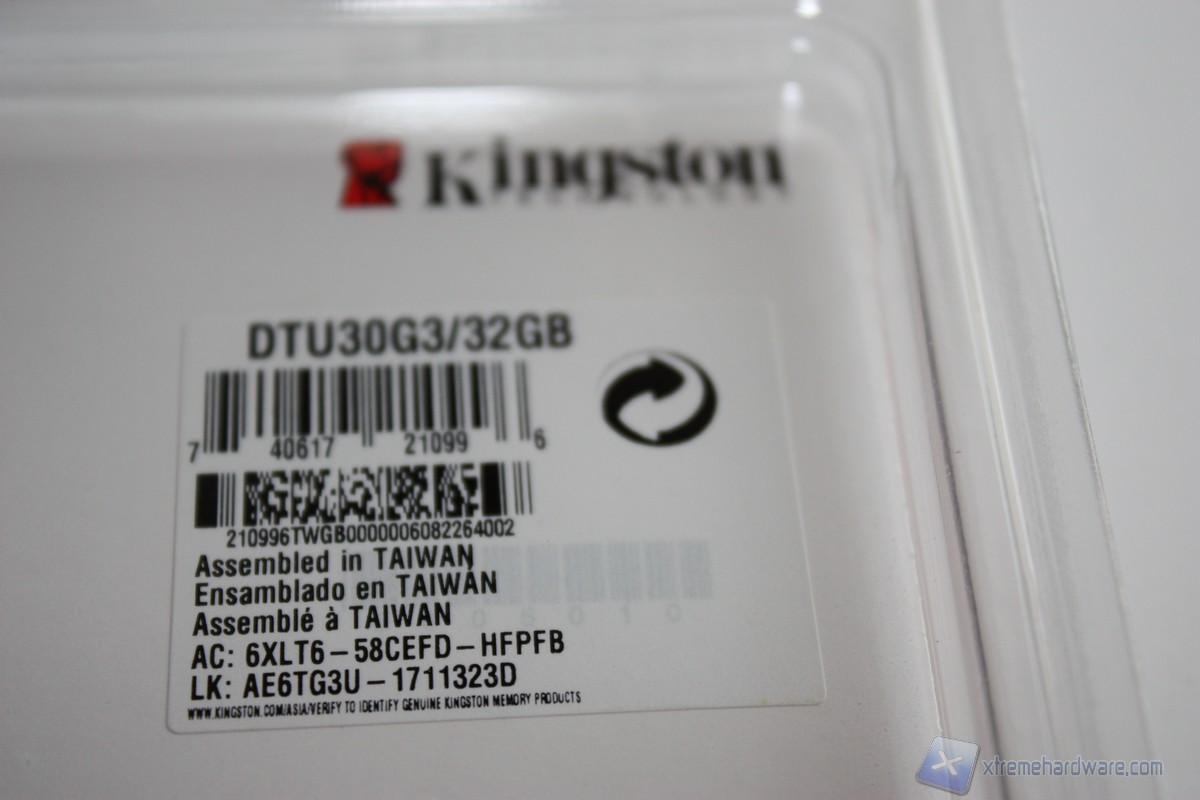 Kingston
DTU30G3/32GB
7 40617 21099 6
210996TWGB0000006082264002
Assembled in TAIWAN
Ensamblado en TAIWAN
Assemblé à TAIWAN
AC: 6XLT6-58CEFD-HFPFB
LK: AE6TG3U-1711323D
WWW.KINGSTON.COM/ASIA/VERIFY TO IDENTIFY GENUINE KINGSTON MEMORY PRODUCTS
xtremehardware.com